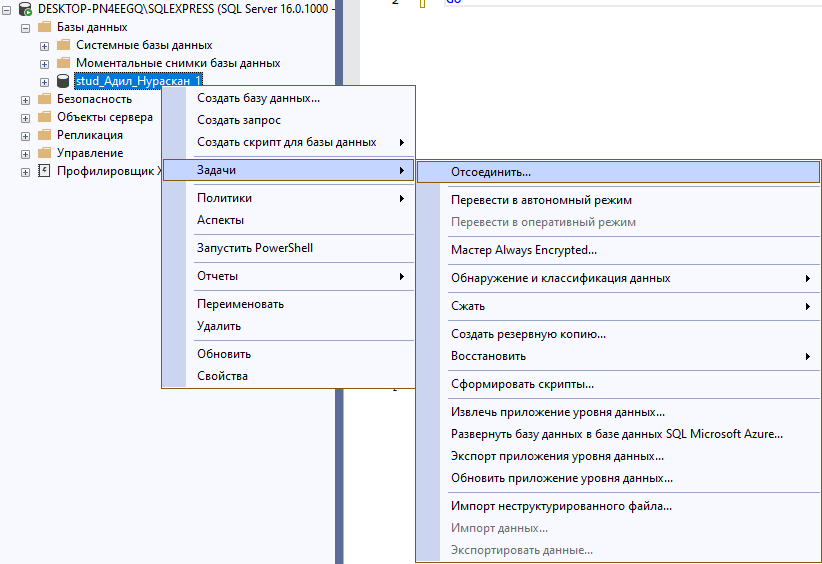 DESKTOP-PN4EEGQ\SQLEXPRESS (SQL Server 16.0.1000 -
Базы данных
Системные базы данных
Моментальные снимки базы данных
stud_Адил_Нураскан_1
Безопасность
Объекты сервера
Репликация
Управление
Профилировщик X
2
Создать базу данных...
Создать запрос
Создать скрипт для базы данных
Задачи
Политики
Аспекты
Запустить PowerShell
Отчеты
Переименовать
Удалить
Обновить
Свойства
Отсоединить...
Перевести в автономный режим
Перевести в оперативный режим
Мастер Always Encrypted...
Обнаружение и классификация данных
Сжать
Создать резервную копию...
Восстановить
Сформировать скрипты...
Извлечь приложение уровня данных...
Развернуть базу данных в базе данных SQL Microsoft Azure...
Экспорт приложения уровня данных...
Обновить приложение уровня данных...
Импорт неструктурированного файла...
Импорт данных...
Экспортировать данные...